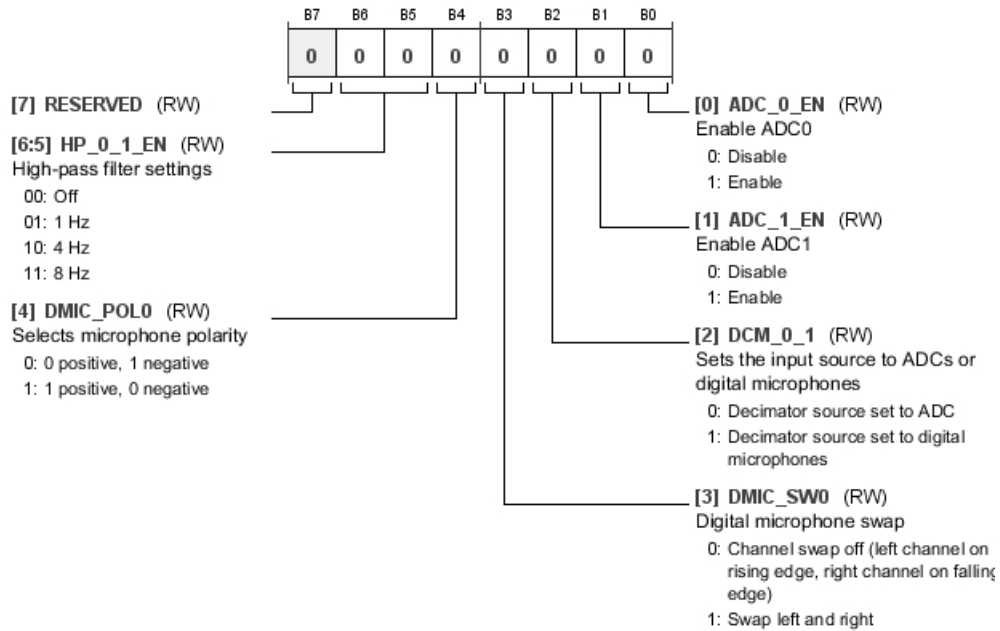 B7 B6 B5 B4 B3 B2 B1 B0
0 0 0 0 0 0 0 0
[7] RESERVED (RW)
[6:5] HP_0_1_EN (RW)
High-pass filter settings
00: Off
01: 1 Hz
10: 4 Hz
11: 8 Hz
[4] DMIC_POL0 (RW)
Selects microphone polarity
0: 0 positive, 1 negative
1: 1 positive, 0 negative
[0] ADC_0_EN (RW)
Enable ADC0
0: Disable
1: Enable
[1] ADC_1_EN (RW)
Enable ADC1
0: Disable
1: Enable
[2] DCM_0_1 (RW)
Sets the input source to ADCs or
digital microphones
0: Decimator source set to ADC
1: Decimator source set to digital
microphones
[3] DMIC_SW0 (RW)
Digital microphone swap
0: Channel swap off (left channel on
rising edge, right channel on falling
edge)
1: Swap left and right